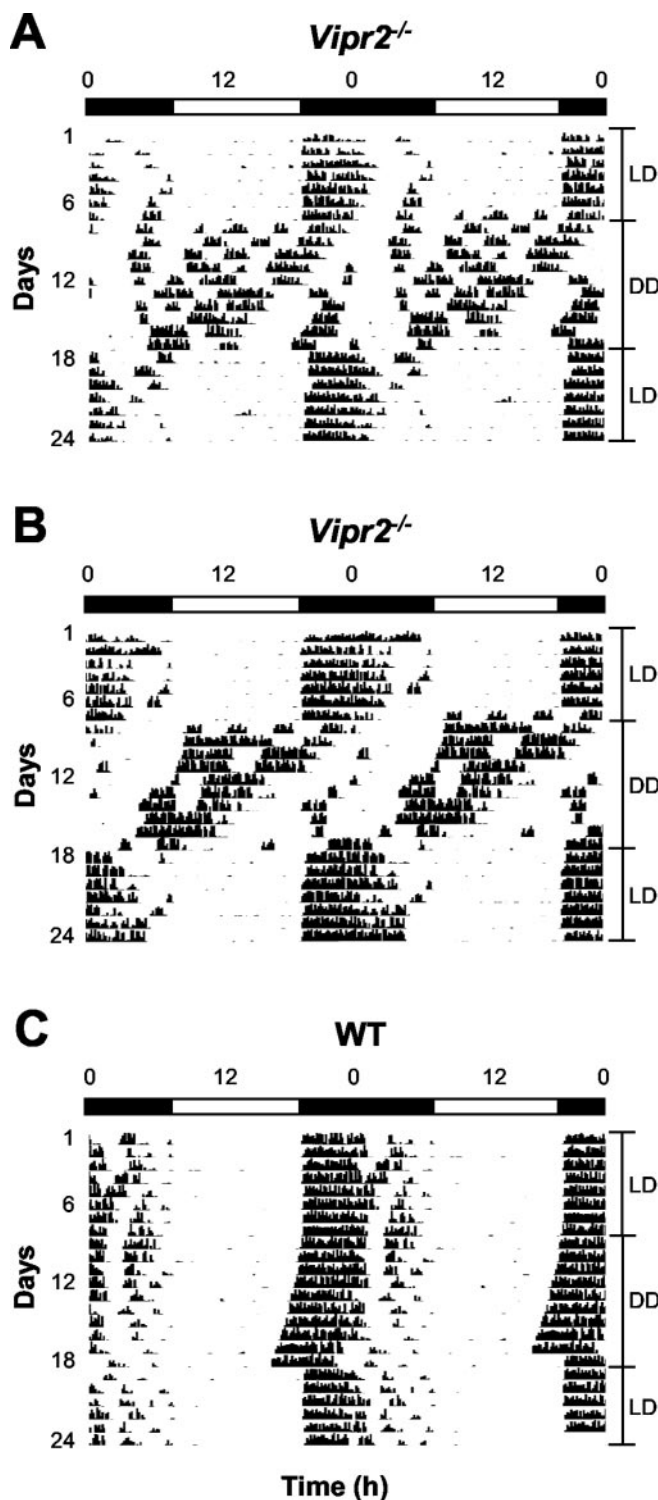 A
Vipr2-/-
0 12 0 12 0
1
6
12
18
24
Days
LD
DD
LD
B
Vipr2-/-
0 12 0 12 0
1
6
12
18
24
Days
LD
DD
LD
C
WT
0 12 0 12 0
1
6
12
18
24
Days
LD
DD
LD
Time (h)